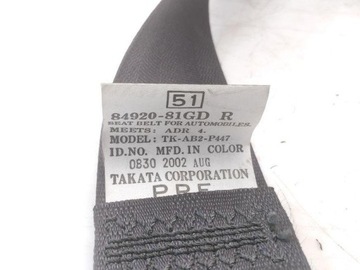 51
84920-81GD R
SEAT BELT FOR AUTOMOBILES.
MEETS: ADR 4.
MODEL: TK-AB2-P447
ID.NO. MFD. IN COLOR
0830 2002 AUG
TAKATA CORPORATION